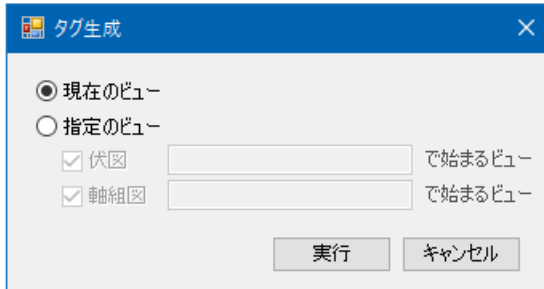 タグ生成
現在のビュー
指定のビュー
伏図 で始まるビュー
軸組図 で始まるビュー
実行 キャンセル